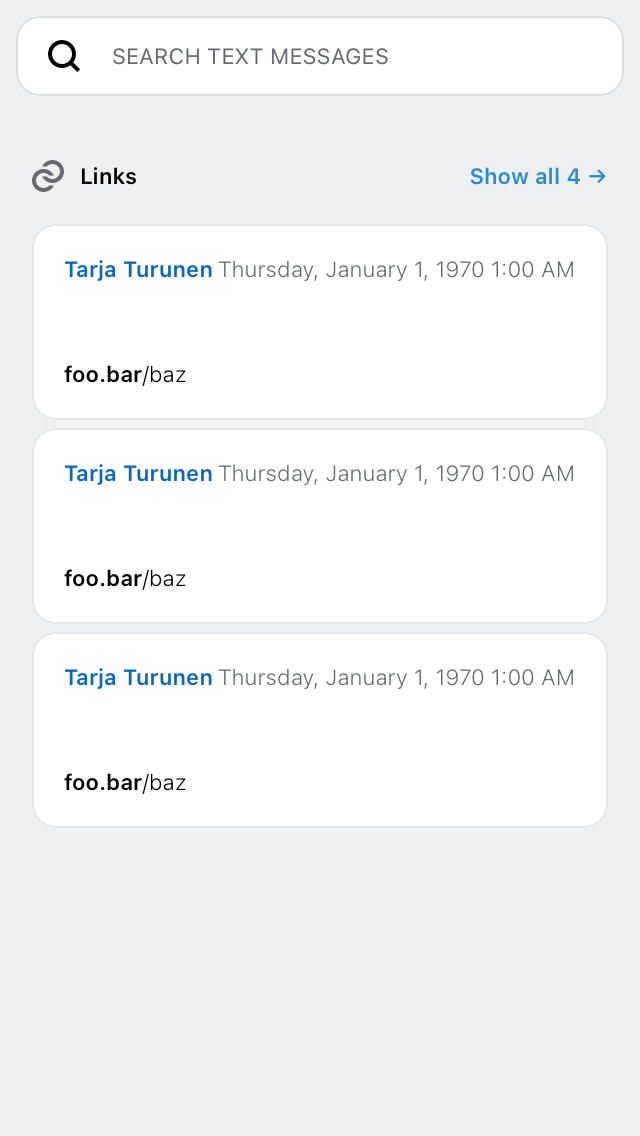 SEARCH TEXT MESSAGES
Links
Show all 4 →
Tarja Turunen Thursday, January 1, 1970 1:00 AM
foo.bar/baz
Tarja Turunen Thursday, January 1, 1970 1:00 AM
foo.bar/baz
Tarja Turunen Thursday, January 1, 1970 1:00 AM
foo.bar/baz